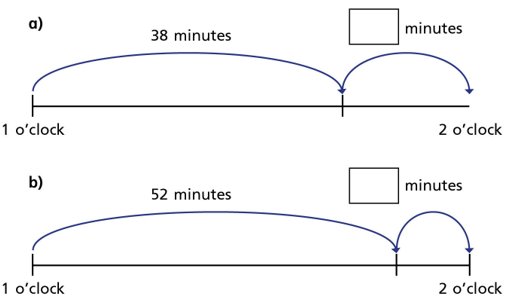 a)
38 minutes
minutes
1 o’clock
2 o’clock
b)
52 minutes
minutes
1 o’clock
2 o’clock